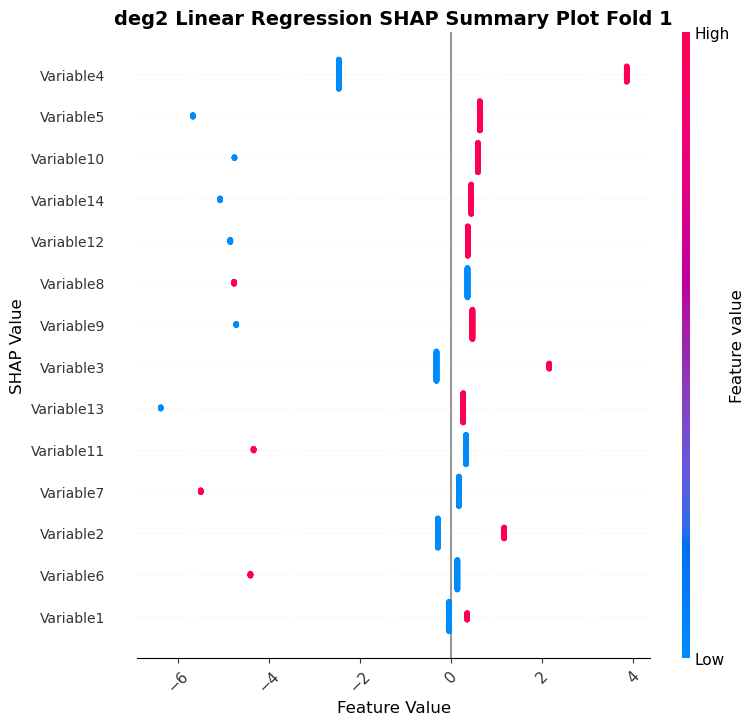 deg2 Linear Regression SHAP Summary Plot Fold 1
High
Variable4
Variable5
Variable10
Variable14
Variable12
Variable8
Variable9
Variable3
Variable13
Variable11
Variable7
Variable2
Variable6
Variable1
SHAP Value
Feature value
Low
−6
−4
−2
0
2
4
Feature Value